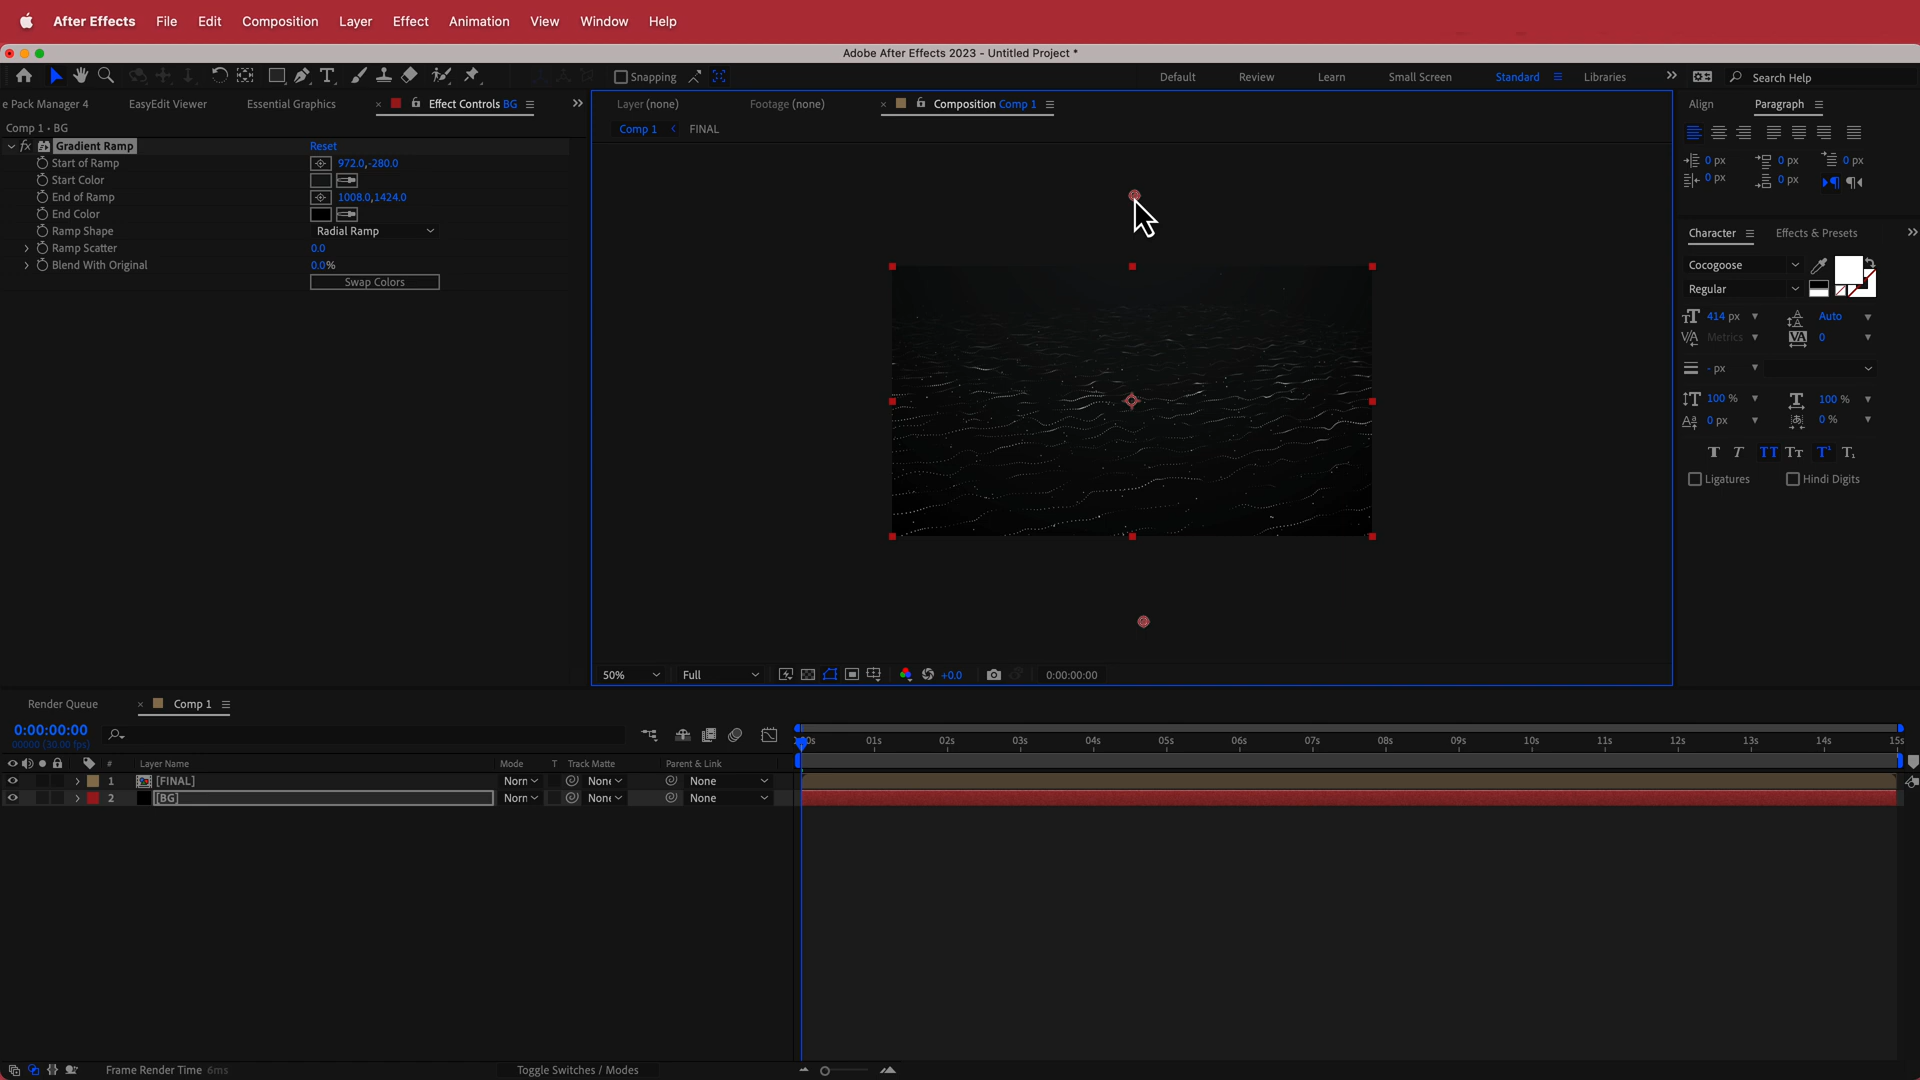 After Effects File Edit Composition Layer Effect Animation View Window Help
Adobe After Effects 2023 - Untitled Project *
Snapping Default Review Learn Small Screen Standard Libraries Search Help
e Pack Manager 4 EasyEdit Viewer Essential Graphics Effect Controls BG Layer (none) Footage (none) Composition Comp 1 Align Paragraph
Comp 1 • BG
Comp 1 FINAL
fx Gradient Ramp Reset
Start of Ramp 972.0,-280.0
Start Color
End of Ramp 1008.0,1424.0
End Color
Ramp Shape Radial Ramp
Ramp Scatter 0.0
Blend With Original 0.0%
Swap Colors
0 px 0 px 0 px
0 px 0 px
Character Effects & Presets
Cocogoose
Regular
414 px Auto
Metrics 0
- px
100 % 100 %
0 px 0 %
Ligatures Hindi Digits
50% Full +0.0 0:00:00:00
Render Queue Comp 1
0:00:00:00
00000 (30.00 fps)
01s 02s 03s 04s 05s 06s 07s 08s 09s 10s 11s 12s 13s 14s 15s
# Layer Name Mode T Track Matte Parent & Link
1 [FINAL] Norn None None
2 [BG] Norn None None
Frame Render Time 6ms Toggle Switches / Modes